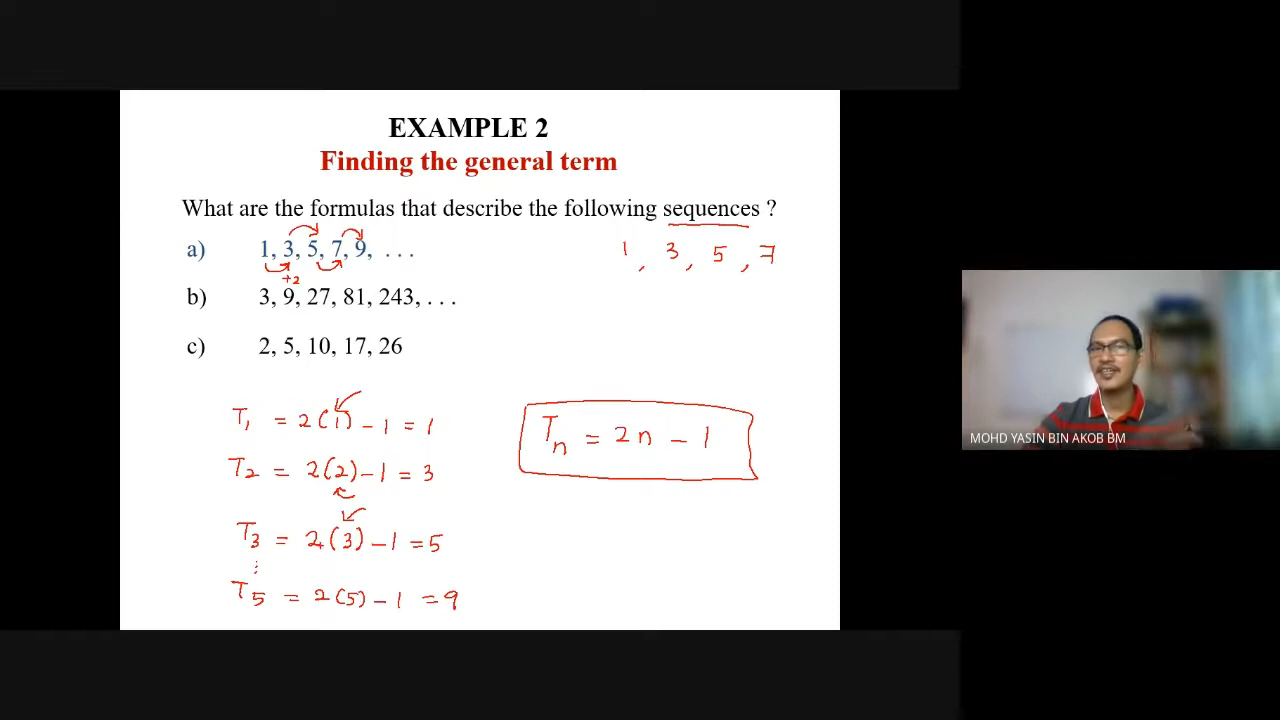 EXAMPLE 2
Finding the general term
What are the formulas that describe the following sequences ?
a) 1, 3, 5, 7, 9, . . .
+2
1, 3, 5, 7
b) 3, 9, 27, 81, 243, . . .
c) 2, 5, 10, 17, 26
T1 = 2(1) - 1 = 1
T2 = 2(2) - 1 = 3
T3 = 2(3) - 1 = 5
⋮
T5 = 2(5) - 1 = 9
Tn = 2n - 1
MOHD YASIN BIN AKOB BM